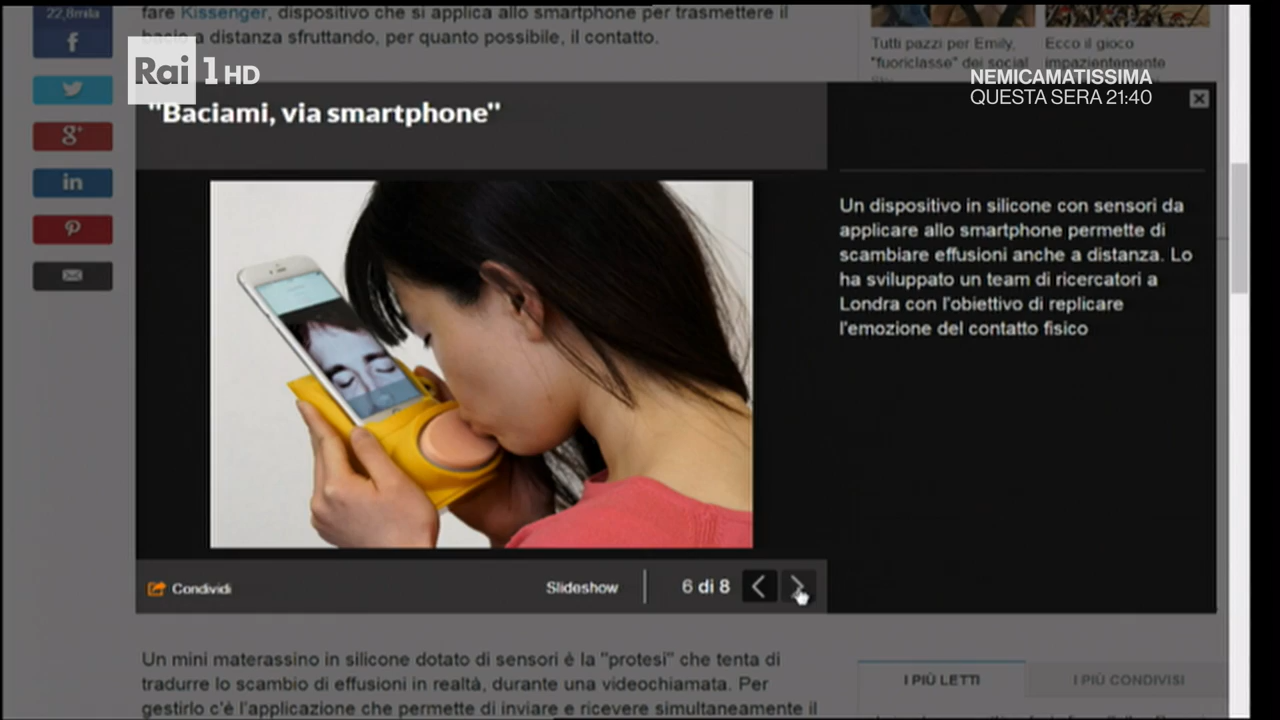 22,8mila
fare Kissenger, dispositivo che si applica allo smartphone per trasmettere il
bacio a distanza sfruttando, per quanto possibile, il contatto.
Tutti pazzi per Emily,
"fuoriclasse" dei social
Ecco il gioco
impazientemente
Rai 1 HD
NEMICAMATISSIMA
QUESTA SERA 21:40
"Baciami, via smartphone"
Un dispositivo in silicone con sensori da
applicare allo smartphone permette di
scambiare effusioni anche a distanza. Lo
ha sviluppato un team di ricercatori a
Londra con l'obiettivo di replicare
l'emozione del contatto fisico
Condividi
Slideshow
6 di 8
Un mini materassino in silicone dotato di sensori è la "protesi" che tenta di
tradurre lo scambio di effusioni in realtà, durante una videochiamata. Per
gestirlo c'è l'applicazione che permette di inviare e ricevere simultaneamente il
I PIÙ LETTI
I PIÙ CONDIVISI